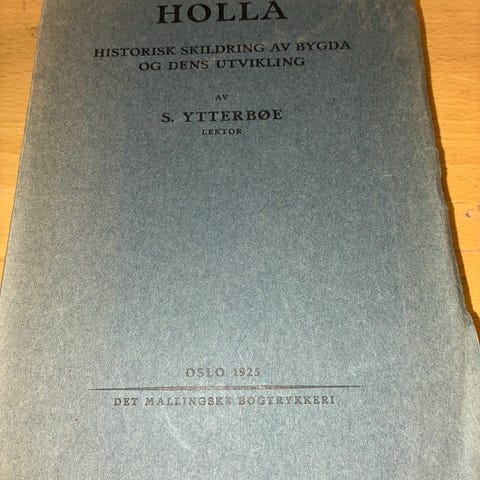 HOLLA
HISTORISK SKILDRING AV BYGDA
OG DENS UTVIKLING
AV
S. YTTERBØE
LEKTOR
OSLO 1925
DET MALLINGSKE BOGTRYKKERI